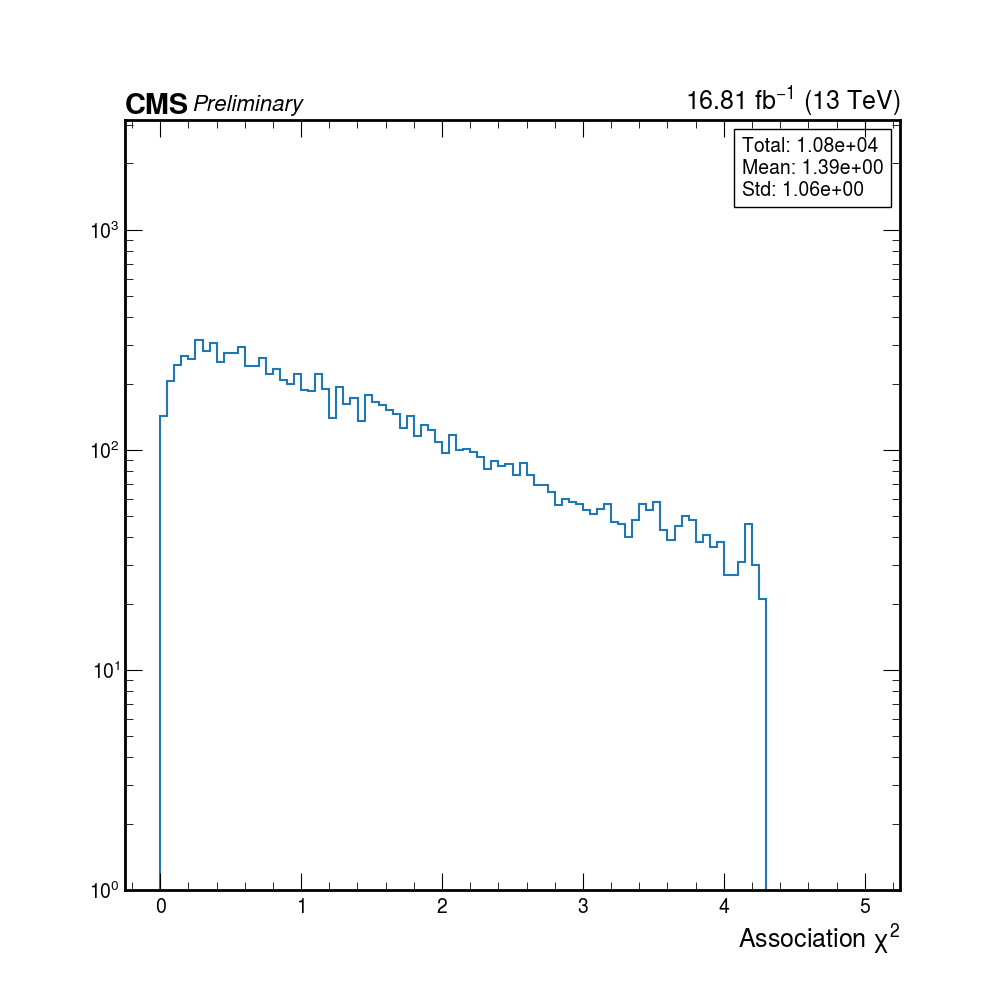 CMS Preliminary
16.81 fb⁻¹ (13 TeV)
Total: 1.08e+04
Mean: 1.39e+00
Std: 1.06e+00
10³
10²
10¹
10⁰
0 1 2 3 4 5
Association χ²